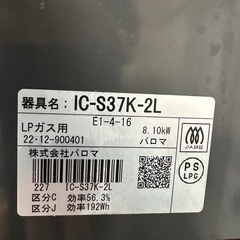 器具名: IC-S37K-2L
E1-4-16
LPガス用 8.10kW
22·12-900401 パロマ
株式会社パロマ
JIA認証
PS
LPG
227 IC-S37K-2L
区分C 効率56.3%
区分J 効率192Wh